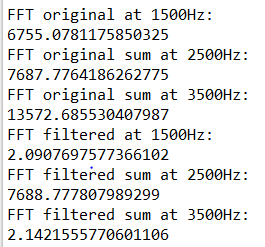 FFT original at 1500Hz:
6755.0781175850325
FFT original sum at 2500Hz:
7687.7764186262775
FFT original sum at 3500Hz:
13572.685530407987
FFT filtered at 1500Hz:
2.0907697577366102
FFT filtered sum at 2500Hz:
7688.777807989299
FFT filtered sum at 3500Hz:
2.1421555770601106